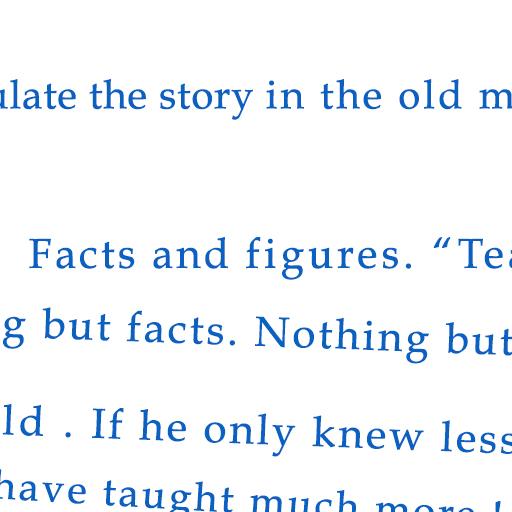 ulate the story in the old m
Facts and figures. “Tea
g but facts. Nothing but
ld . If he only knew less
have taught much more !